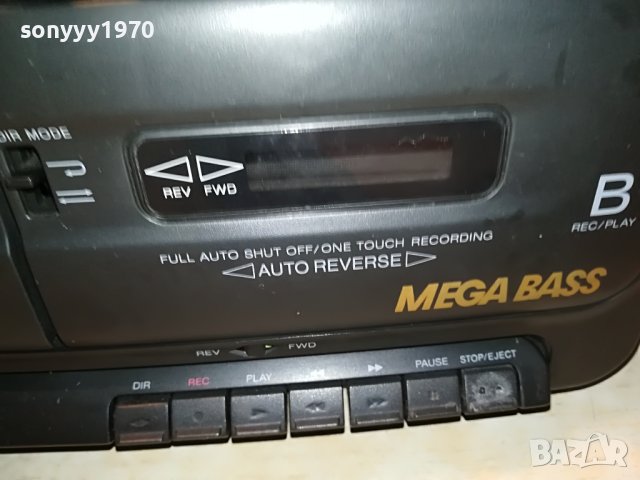 sonyyy1970
DIR MODE
REV FWD
B
REC/PLAY
FULL AUTO SHUT OFF/ONE TOUCH RECORDING
AUTO REVERSE
MEGA BASS
REV FWD
DIR REC PLAY PAUSE STOP/EJECT
BAZAR.bg